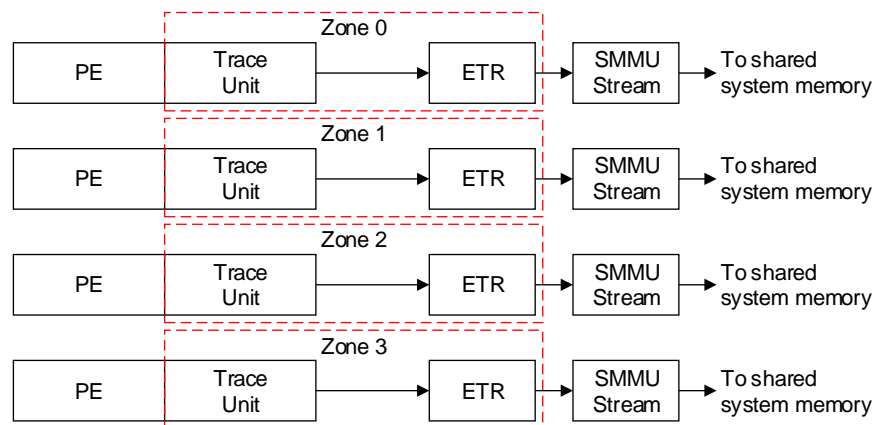 Zone 0
PE
Trace
Unit
ETR
SMMU
Stream
To shared
system memory
Zone 1
PE
Trace
Unit
ETR
SMMU
Stream
To shared
system memory
Zone 2
PE
Trace
Unit
ETR
SMMU
Stream
To shared
system memory
Zone 3
PE
Trace
Unit
ETR
SMMU
Stream
To shared
system memory